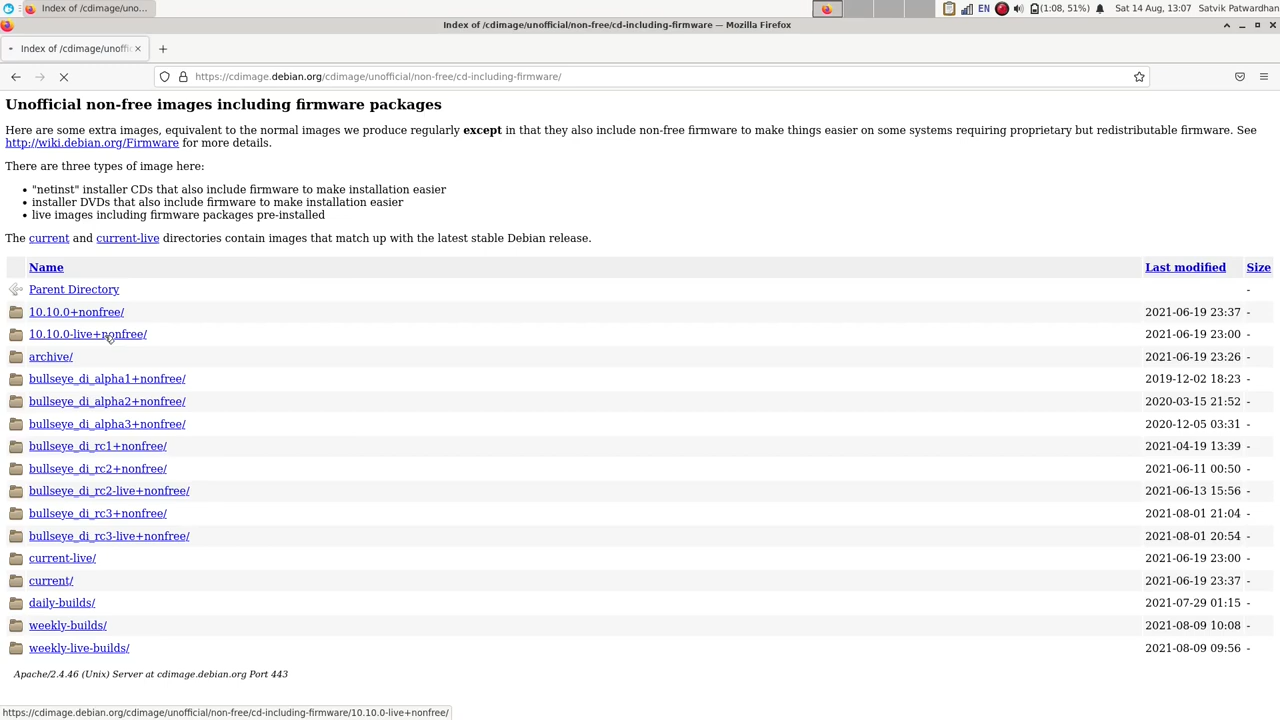 Index of /cdimage/uno... EN (1:08, 51%) Sat 14 Aug, 13:07 Satvik Patwardhan
Index of /cdimage/unofficial/non-free/cd-including-firmware — Mozilla Firefox
Index of /cdimage/unoffi
https://cdimage.debian.org/cdimage/unofficial/non-free/cd-including-firmware/
Unofficial non-free images including firmware packages
Here are some extra images, equivalent to the normal images we produce regularly except in that they also include non-free firmware to make things easier on some systems requiring proprietary but redistributable firmware. See
http://wiki.debian.org/Firmware for more details.
There are three types of image here:
• "netinst" installer CDs that also include firmware to make installation easier
• installer DVDs that also include firmware to make installation easier
• live images including firmware packages pre-installed
The current and current-live directories contain images that match up with the latest stable Debian release.
Name Last modified Size
Parent Directory -
10.10.0+nonfree/ 2021-06-19 23:37 -
10.10.0-live+nonfree/ 2021-06-19 23:00 -
archive/ 2021-06-19 23:26 -
bullseye_di_alpha1+nonfree/ 2019-12-02 18:23 -
bullseye_di_alpha2+nonfree/ 2020-03-15 21:52 -
bullseye_di_alpha3+nonfree/ 2020-12-05 03:31 -
bullseye_di_rc1+nonfree/ 2021-04-19 13:39 -
bullseye_di_rc2+nonfree/ 2021-06-11 00:50 -
bullseye_di_rc2-live+nonfree/ 2021-06-13 15:56 -
bullseye_di_rc3+nonfree/ 2021-08-01 21:04 -
bullseye_di_rc3-live+nonfree/ 2021-08-01 20:54 -
current-live/ 2021-06-19 23:00 -
current/ 2021-06-19 23:37 -
daily-builds/ 2021-07-29 01:15 -
weekly-builds/ 2021-08-09 10:08 -
weekly-live-builds/ 2021-08-09 09:56 -
Apache/2.4.46 (Unix) Server at cdimage.debian.org Port 443
https://cdimage.debian.org/cdimage/unofficial/non-free/cd-including-firmware/10.10.0-live+nonfree/